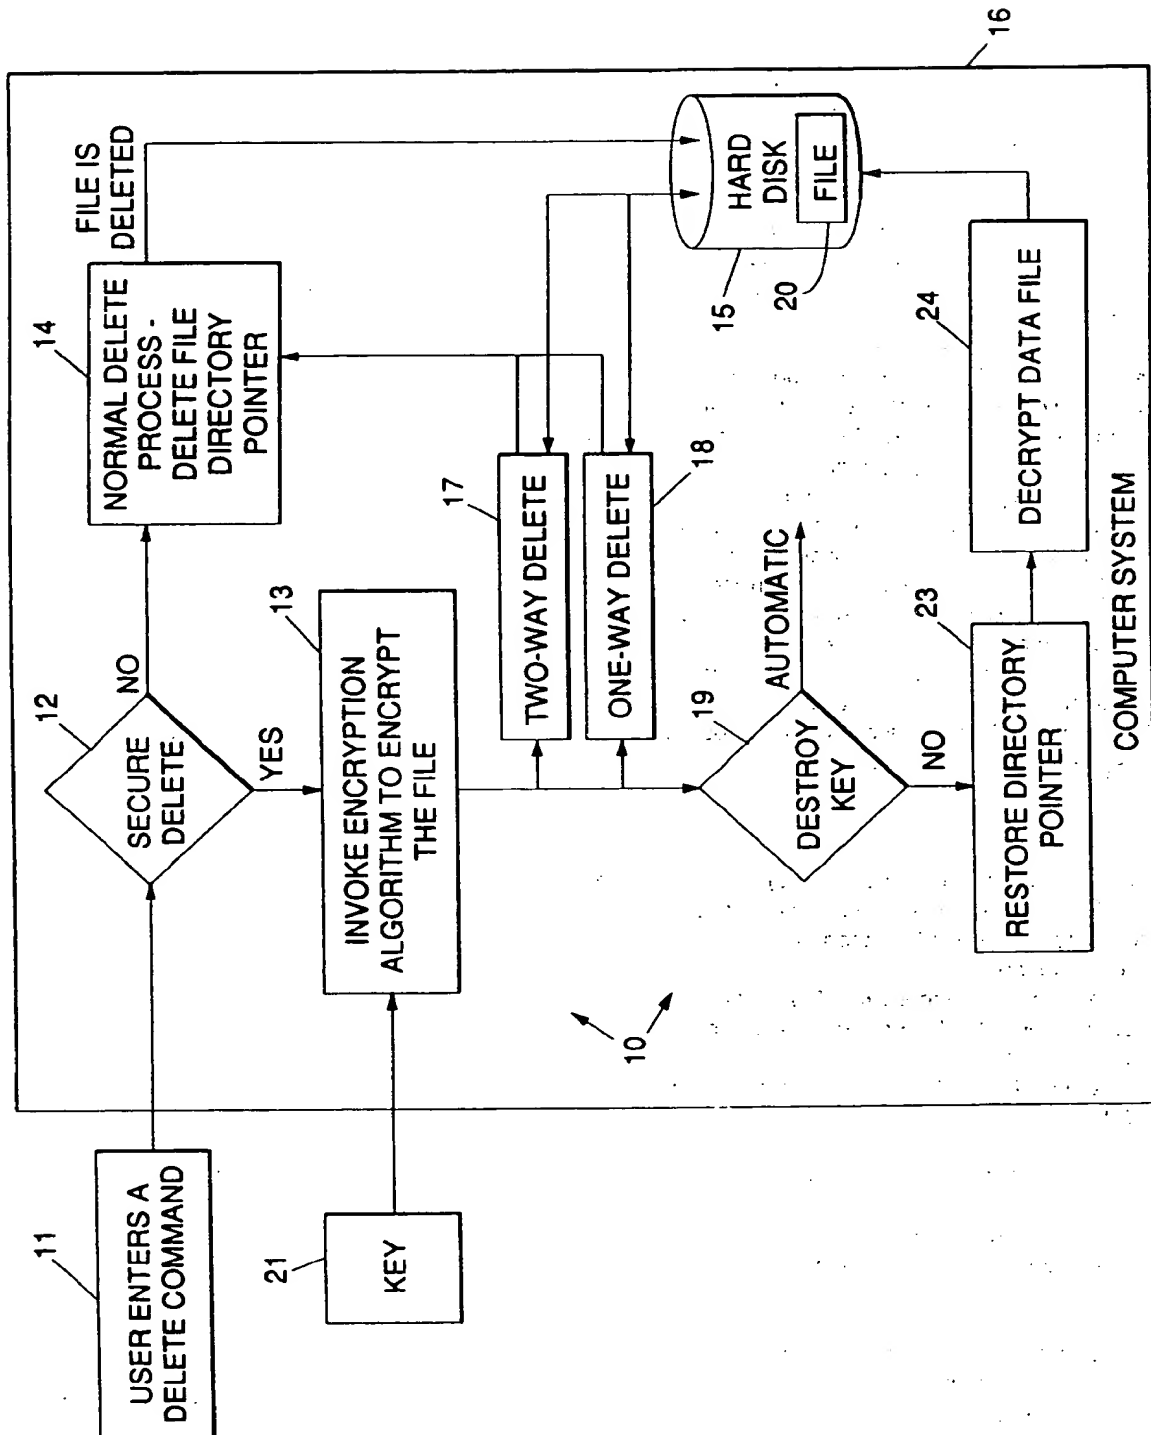 11
USER ENTERS A
DELETE COMMAND
21
KEY
12
SECURE
DELETE
NO
YES
14
NORMAL DELETE
PROCESS -
DELETE FILE
DIRECTORY
POINTER
FILE IS
DELETED
16
13
INVOKE ENCRYPTION
ALGORITHM TO ENCRYPT
THE FILE
17
TWO-WAY DELETE
ONE-WAY DELETE
18
HARD
DISK
FILE
15
20
10
19
DESTROY
KEY
AUTOMATIC
NO
23
RESTORE DIRECTORY
POINTER
24
DECRYPT DATA FILE
COMPUTER SYSTEM